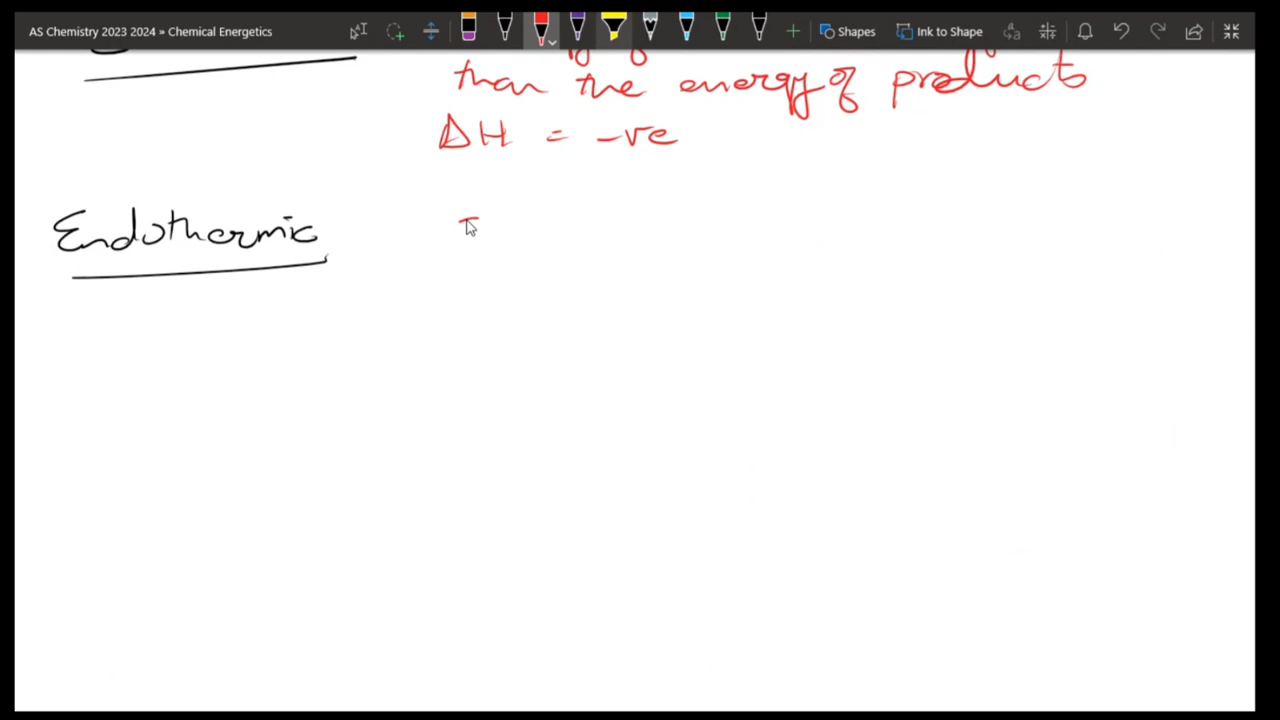 AS Chemistry 2023 2024 » Chemical Energetics
Shapes
Ink to Shape
than the energy of products
ΔH = -ve
Endothermic